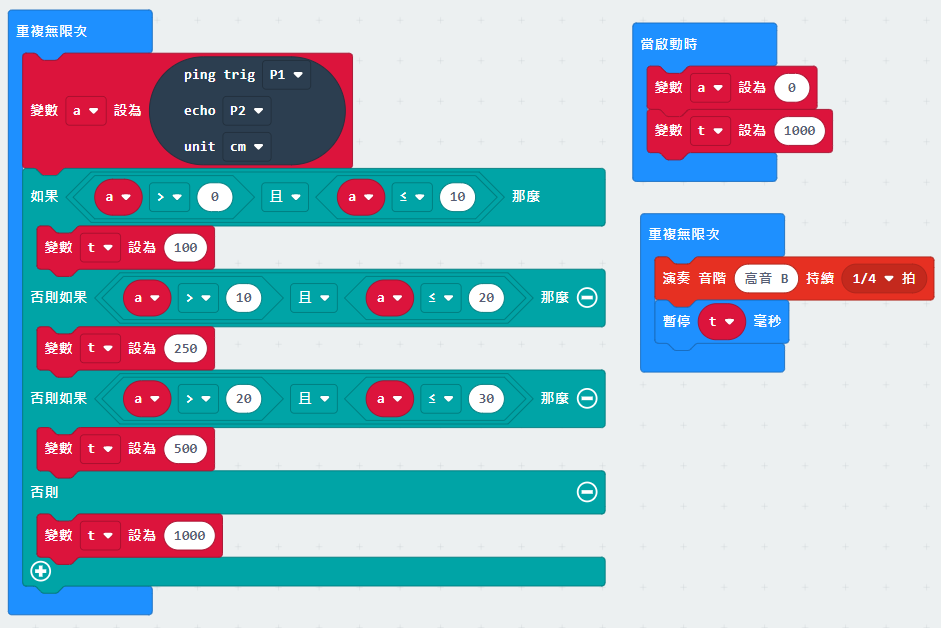 重複無限次
變數 a 設為 ping trig P1
echo P2
unit cm
如果 a > 0 且 a ≤ 10 那麼
變數 t 設為 100
否則如果 a > 10 且 a ≤ 20 那麼
變數 t 設為 250
否則如果 a > 20 且 a ≤ 30 那麼
變數 t 設為 500
否則
變數 t 設為 1000
當啟動時
變數 a 設為 0
變數 t 設為 1000
重複無限次
演奏 音階 高音 B 持續 1/4 拍
暫停 t 毫秒